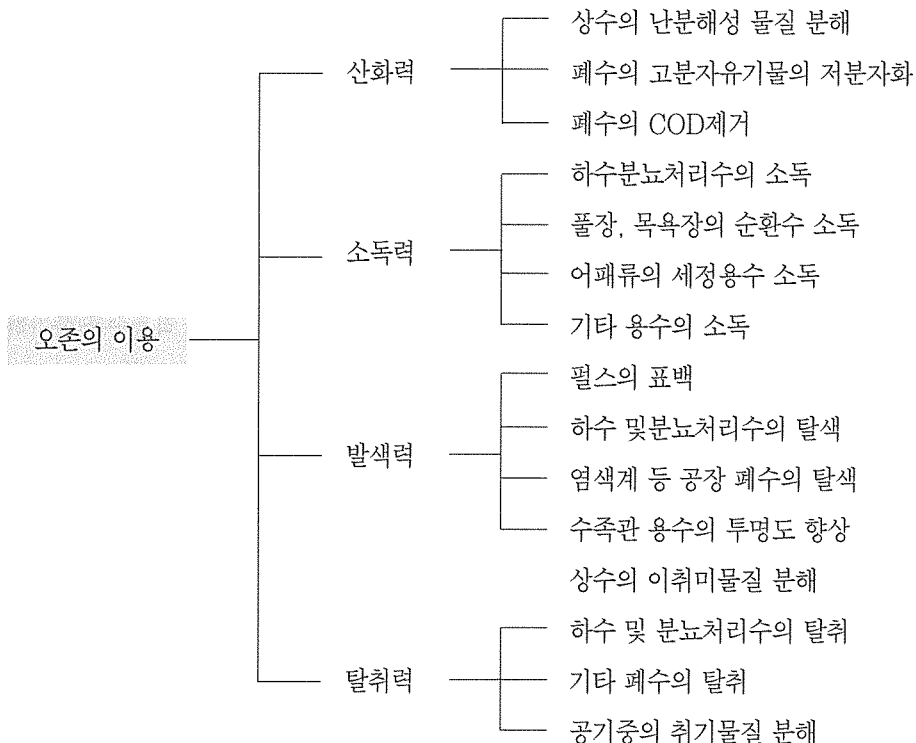 오존의 이용
산화력
상수의 난분해성 물질 분해
폐수의 고분자유기물의 저분자화
폐수의 COD제거
소독력
하수분뇨처리수의 소독
풀장, 목욕장의 순환수 소독
어패류의 세정용수 소독
기타 용수의 소독
발색력
펄스의 표백
하수 및분뇨처리수의 탈색
염색계 등 공장 폐수의 탈색
수족관 용수의 투명도 향상
상수의 이취미물질 분해
탈취력
하수 및 분뇨처리수의 탈취
기타 폐수의 탈취
공기중의 취기물질 분해